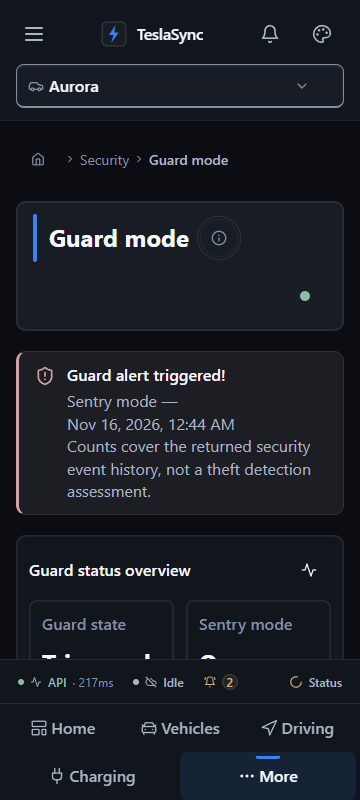 TeslaSync
Aurora
Security
Guard mode
Guard mode
Guard alert triggered!
Sentry mode —
Nov 16, 2026, 12:44 AM
Counts cover the returned security
event history, not a theft detection
assessment.
Guard status overview
Guard state
Sentry mode
API · 217ms
Idle
2
Status
Home
Vehicles
Driving
Charging
More